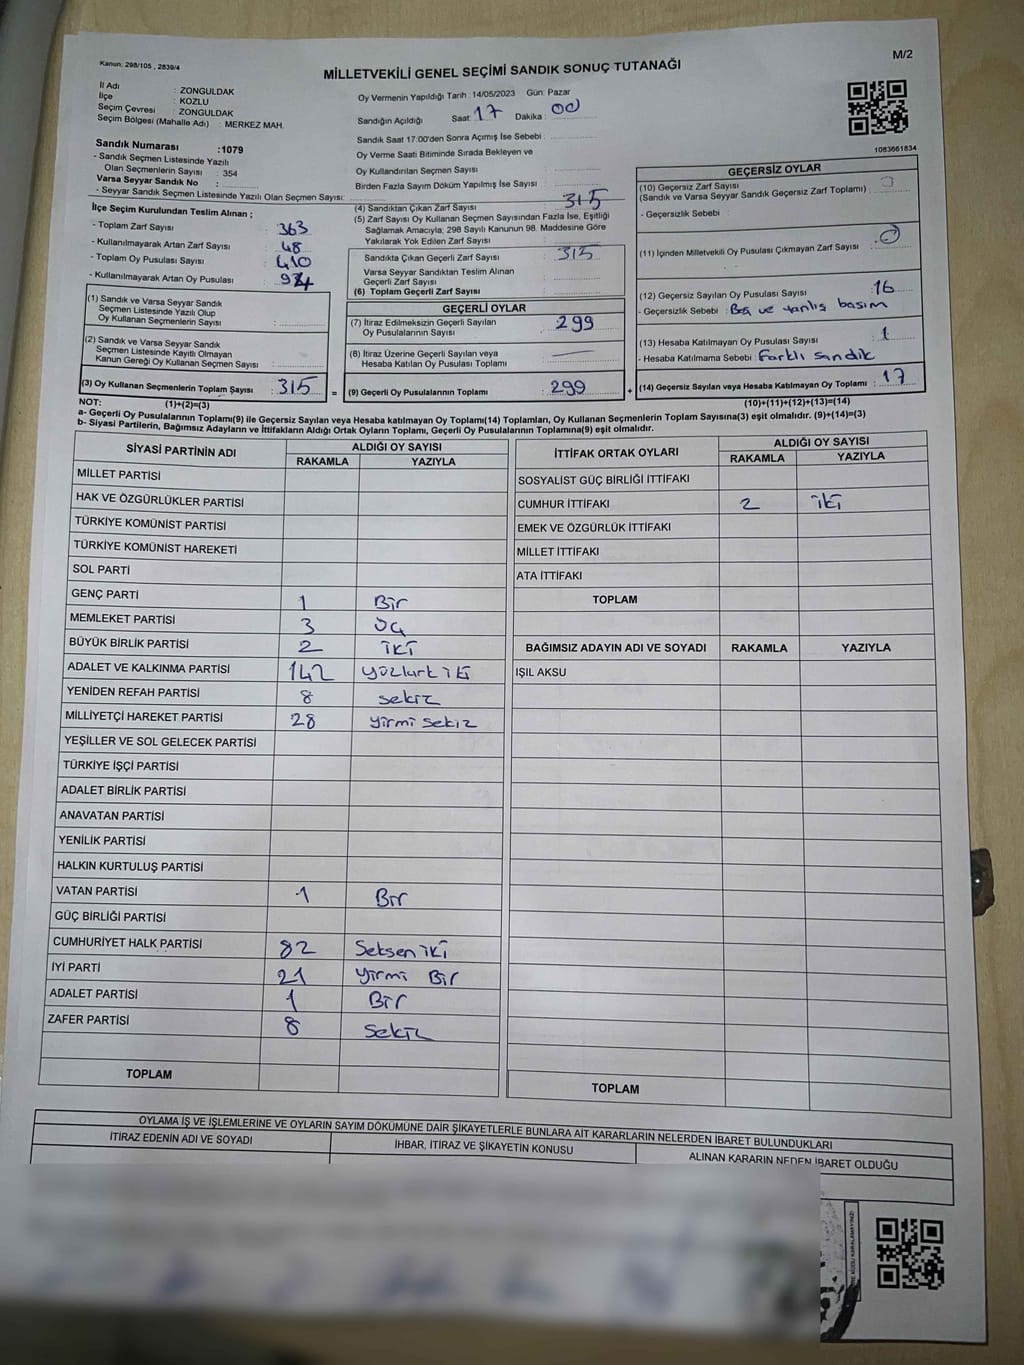 Kanun: 298/105 , 2839/4
M/2
MİLLETVEKİLİ GENEL SEÇİMİ SANDIK SONUÇ TUTANAĞI
İl Adı : ZONGULDAK
İlçe : KOZLU
Seçim Çevresi : ZONGULDAK
Seçim Bölgesi (Mahalle Adı) : MERKEZ MAH.
Sandık Numarası :1079
- Sandık Seçmen Listesinde Yazılı
Olan Seçmenlerin Sayısı : 354
Varsa Seyyar Sandık No :
- Seyyar Sandık Seçmen Listesinde Yazılı Olan Seçmen Sayısı:
İlçe Seçim Kurulundan Teslim Alınan ;
- Toplam Zarf Sayısı : 363
- Kullanılmayarak Artan Zarf Sayısı : 48
- Toplam Oy Pusulası Sayısı : 410
- Kullanılmayarak Artan Oy Pusulası :
(1) Sandık ve Varsa Seyyar Sandık
Seçmen Listesinde Yazılı Olup
Oy Kullanan Seçmenlerin Sayısı :
(2) Sandık ve Varsa Seyyar Sandık
Seçmen Listesinde Kayıtlı Olmayan
Kanun Gereği Oy Kullanan Seçmen Sayısı :
(3) Oy Kullanan Seçmenlerin Toplam Sayısı : 315 =
Oy Vermenin Yapıldığı Tarih : 14/05/2023 Gün: Pazar
Sandığın Açıldığı Saat : 17 Dakika : 00
Sandık Saat 17:00'den Sonra Açımış İse Sebebi :
Oy Verme Saati Bitiminde Sırada Bekleyen ve
Oy Kullandırılan Seçmen Sayısı :
Birden Fazla Sayım Döküm Yapılmış İse Sayısı :
(4) Sandıktan Çıkan Zarf Sayısı : 315
(5) Zarf Sayısı Oy Kullanan Seçmen Sayısından Fazla İse, Eşitliği
Sağlamak Amacıyla; 298 Sayılı Kanunun 98. Maddesine Göre
Yakılarak Yok Edilen Zarf Sayısı :
Sandıkta Çıkan Geçerli Zarf Sayısı : 315
Varsa Seyyar Sandıktan Teslim Alınan
Geçerli Zarf Sayısı :
(6) Toplam Geçerli Zarf Sayısı :
GEÇERLİ OYLAR
(7) İtiraz Edilmeksizin Geçerli Sayılan
Oy Pusulalarının Sayısı : 299
(8) İtiraz Üzerine Geçerli Sayılan veya
Hesaba Katılan Oy Pusulası Toplamı :
(9) Geçerli Oy Pusulalarının Toplamı : 299 +
1083661834
GEÇERSİZ OYLAR
(10) Geçersiz Zarf Sayısı :
(Sandık ve Varsa Seyyar Sandık Geçersiz Zarf Toplamı)
- Geçersizlik Sebebi :
(11) İçinden Milletvekili Oy Pusulası Çıkmayan Zarf Sayısı : 0
(12) Geçersiz Sayılan Oy Pusulası Sayısı : 16
- Geçersizlik Sebebi : Boş ve yanlış basım
(13) Hesaba Katılmayan Oy Pusulası Sayısı : 1
- Hesaba Katılmama Sebebi : Farklı Sandık
(14) Geçersiz Sayılan veya Hesaba Katılmayan Oy Toplamı : 17
NOT: (1)+(2)=(3) (10)+(11)+(12)+(13)=(14)
a- Geçerli Oy Pusulalarının Toplamı(9) ile Geçersiz Sayılan veya Hesaba katılmayan Oy Toplamı(14) Toplamları, Oy Kullanan Seçmenlerin Toplam Sayısına(3) eşit olmalıdır. (9)+(14)=(3)
b- Siyasi Partilerin, Bağımsız Adayların ve İttifakların Aldığı Ortak Oyların Toplamı, Geçerli Oy Pusulalarının Toplamına(9) eşit olmalıdır.
SİYASİ PARTİNİN ADI
ALDIĞI OY SAYISI
RAKAMLA YAZIYLA
MİLLET PARTİSİ
HAK VE ÖZGÜRLÜKLER PARTİSİ
TÜRKİYE KOMÜNİST PARTİSİ
TÜRKİYE KOMÜNİST HAREKETİ
SOL PARTİ
GENÇ PARTİ 1 Bir
MEMLEKET PARTİSİ 3 üç
BÜYÜK BİRLİK PARTİSİ 2 iki
ADALET VE KALKINMA PARTİSİ 142 yüzkırk iki
YENİDEN REFAH PARTİSİ 8 sekiz
MİLLİYETÇİ HAREKET PARTİSİ 28 yirmi sekiz
YEŞİLLER VE SOL GELECEK PARTİSİ
TÜRKİYE İŞÇİ PARTİSİ
ADALET BİRLİK PARTİSİ
ANAVATAN PARTİSİ
YENİLİK PARTİSİ
HALKIN KURTULUŞ PARTİSİ
VATAN PARTİSİ 1 Bir
GÜÇ BİRLİĞİ PARTİSİ
CUMHURİYET HALK PARTİSİ 82 Seksen iki
İYİ PARTİ 21 yirmi Bir
ADALET PARTİSİ 1 Bir
ZAFER PARTİSİ 8 sekiz
TOPLAM
İTTİFAK ORTAK OYLARI
ALDIĞI OY SAYISI
RAKAMLA YAZIYLA
SOSYALİST GÜÇ BİRLİĞİ İTTİFAKI
CUMHUR İTTİFAKI 2 iki
EMEK VE ÖZGÜRLÜK İTTİFAKI
MİLLET İTTİFAKI
ATA İTTİFAKI
TOPLAM
BAĞIMSIZ ADAYIN ADI VE SOYADI RAKAMLA YAZIYLA
IŞIL AKSU
TOPLAM
OYLAMA İŞ VE İŞLEMLERİNE VE OYLARIN SAYIM DÖKÜMÜNE DAİR ŞİKAYETLERLE BUNLARA AİT KARARLARIN NELERDEN İBARET BULUNDUKLARI
İTİRAZ EDENİN ADI VE SOYADI
İHBAR, İTİRAZ VE ŞİKAYETİN KONUSU
ALINAN KARARIN NEDEN İBARET OLDUĞU